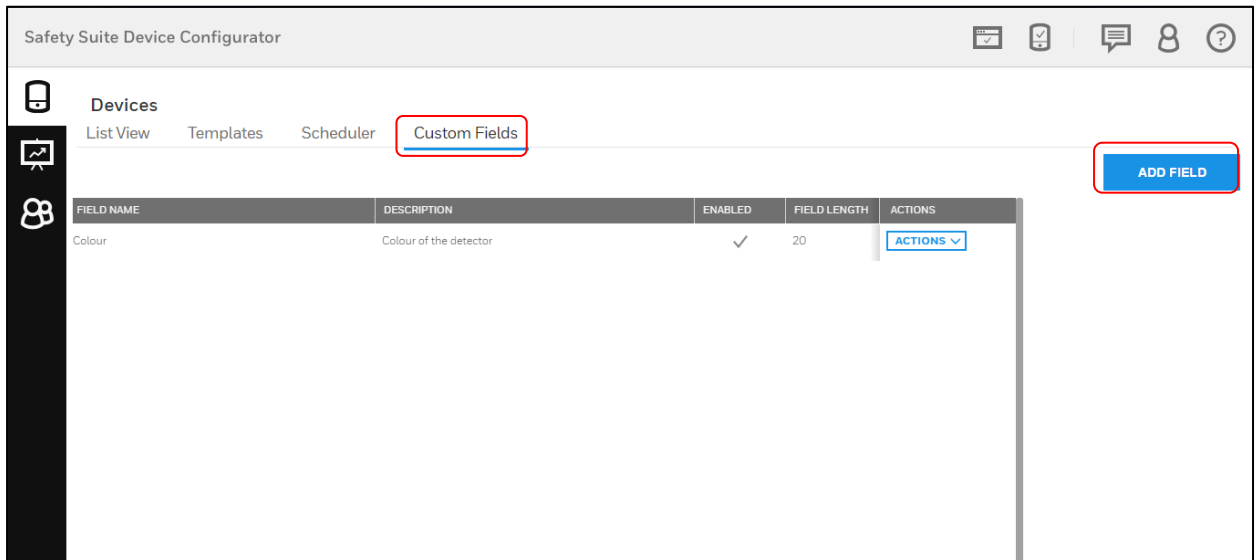 Safety Suite Device Configurator
Devices
List View Templates Scheduler Custom Fields
ADD FIELD
FIELD NAME DESCRIPTION ENABLED FIELD LENGTH ACTIONS
Colour Colour of the detector 20 ACTIONS